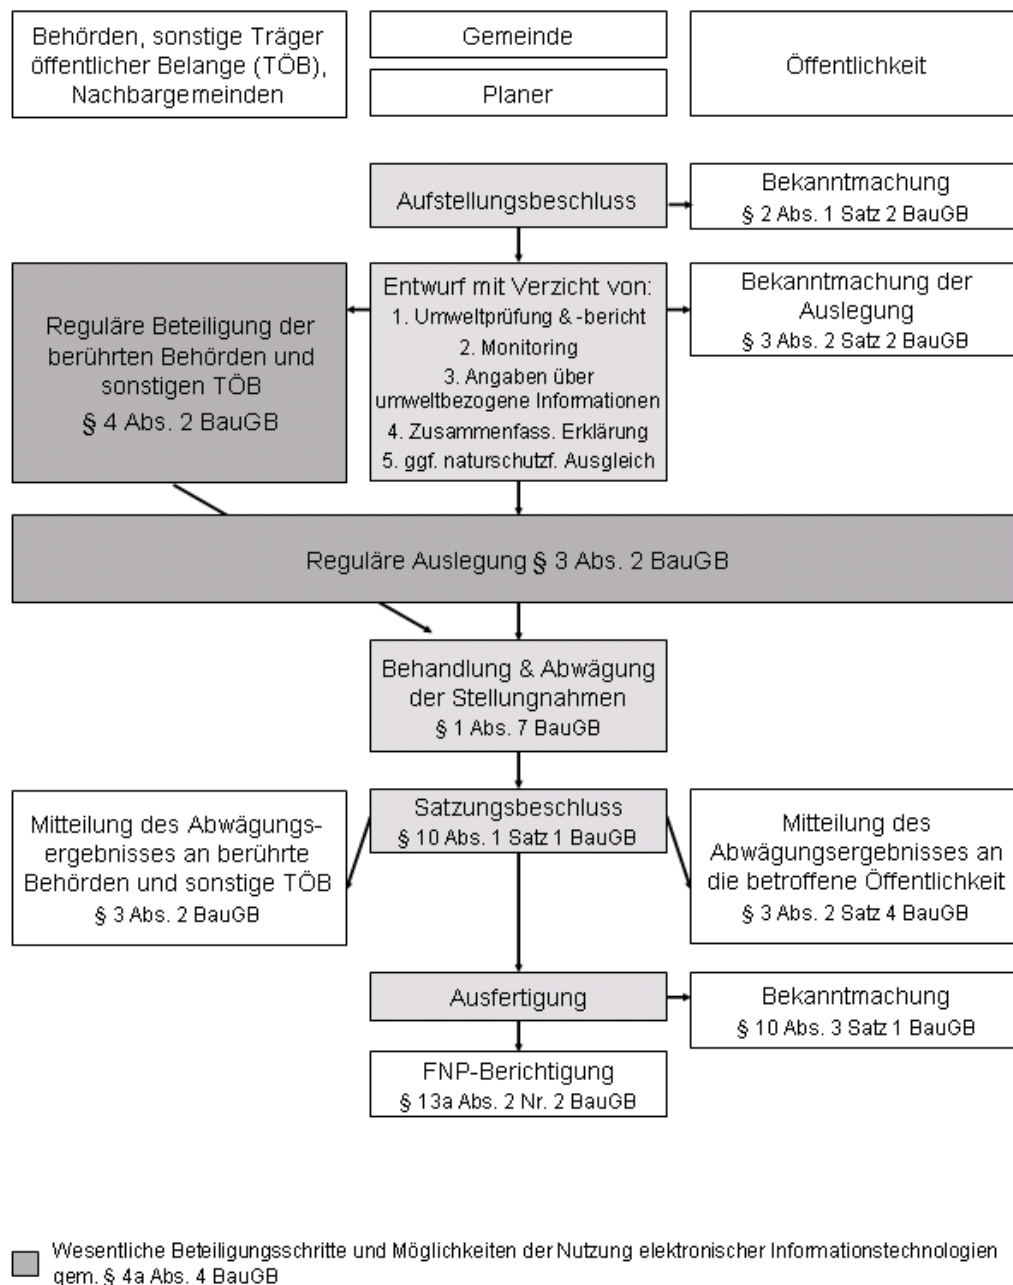 Behörden, sonstige Träger
öffentlicher Belange (TÖB),
Nachbargemeinden
Gemeinde
Planer
Öffentlichkeit
Aufstellungsbeschluss
Bekanntmachung
§ 2 Abs. 1 Satz 2 BauGB
Reguläre Beteiligung der
berührten Behörden und
sonstigen TÖB
§ 4 Abs. 2 BauGB
Entwurf mit Verzicht von:
1. Umweltprüfung & -bericht
2. Monitoring
3. Angaben über
umweltbezogene Informationen
4. Zusammenfass. Erklärung
5. ggf. naturschutzf. Ausgleich
Bekanntmachung der
Auslegung
§ 3 Abs. 2 Satz 2 BauGB
Reguläre Auslegung § 3 Abs. 2 BauGB
Behandlung & Abwägung
der Stellungnahmen
§ 1 Abs. 7 BauGB
Mitteilung des Abwägungs-
ergebnisses an berührte
Behörden und sonstige TÖB
§ 3 Abs. 2 BauGB
Satzungsbeschluss
§ 10 Abs. 1 Satz 1 BauGB
Mitteilung des
Abwägungsergebnisses an
die betroffene Öffentlichkeit
§ 3 Abs. 2 Satz 4 BauGB
Ausfertigung
Bekanntmachung
§ 10 Abs. 3 Satz 1 BauGB
FNP-Berichtigung
§ 13a Abs. 2 Nr. 2 BauGB
Wesentliche Beteiligungsschritte und Möglichkeiten der Nutzung elektronischer Informationstechnologien
gem. § 4a Abs. 4 BauGB